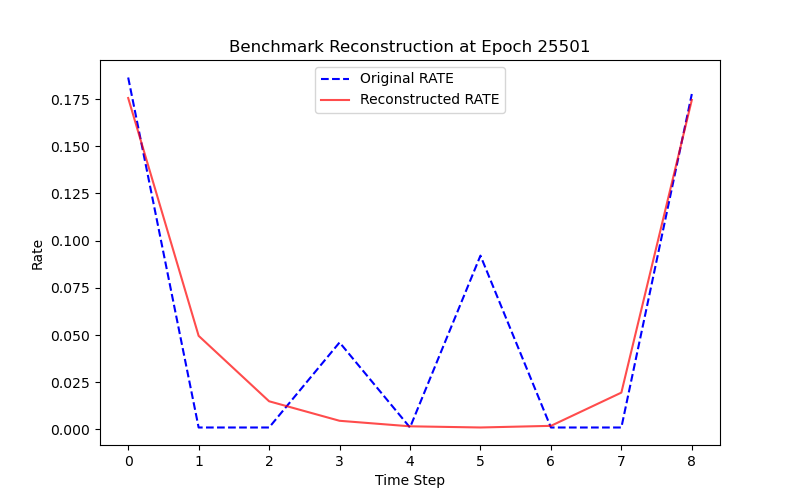 Benchmark Reconstruction at Epoch 25501
Original RATE
Reconstructed RATE
0.175
0.150
0.125
0.100
0.075
0.050
0.025
0.000
Rate
0 1 2 3 4 5 6 7 8
Time Step